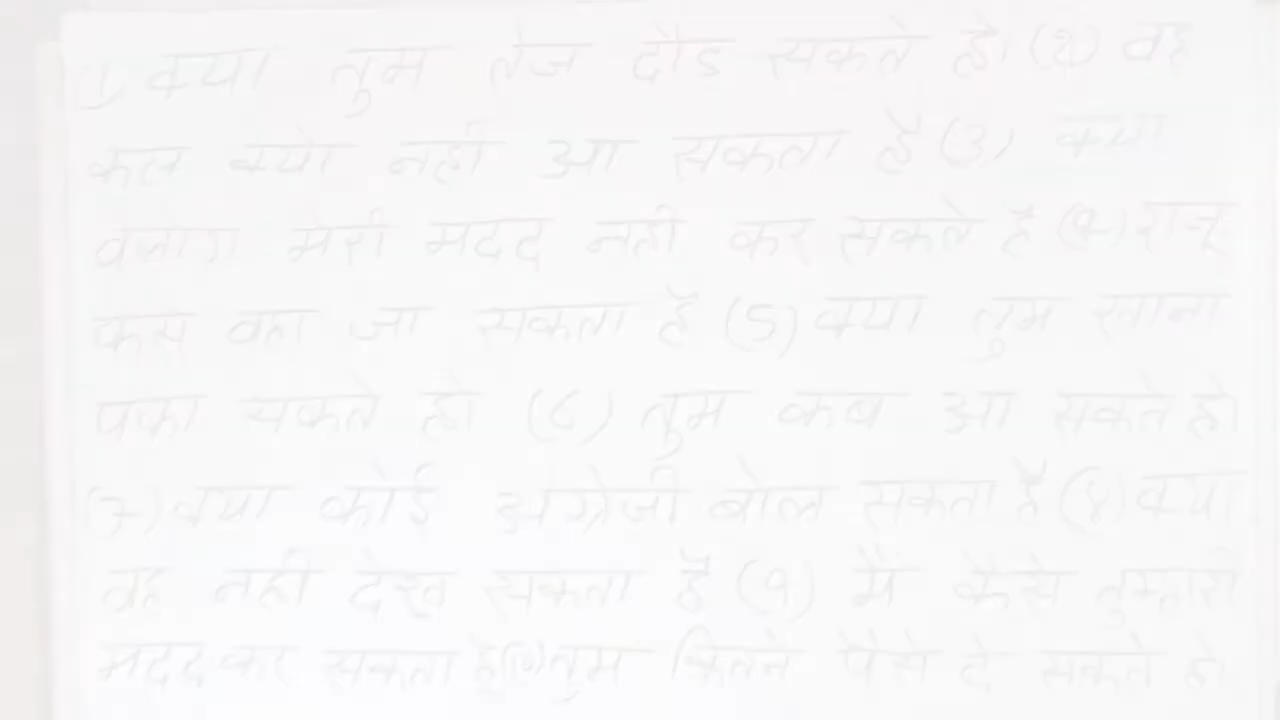 (1) क्या तुम तेज दौड सकते हो (2) वह
कल क्यो नही आ सकता है (3) क्या
मेरी मदद नही कर सकते है (4) राजू
कब जा सकता है (5) क्या तुम खाना
पका सकते हो (6) तुम कब आ सकते हो
(7) क्या कोई अंग्रेजी बोल सकता है (8) क्या
वह नही देख सकता है (9) मै कैसे तुम्हारी
मदद कर सकता हू (10) तुम कितने पैसे दे सकते हो